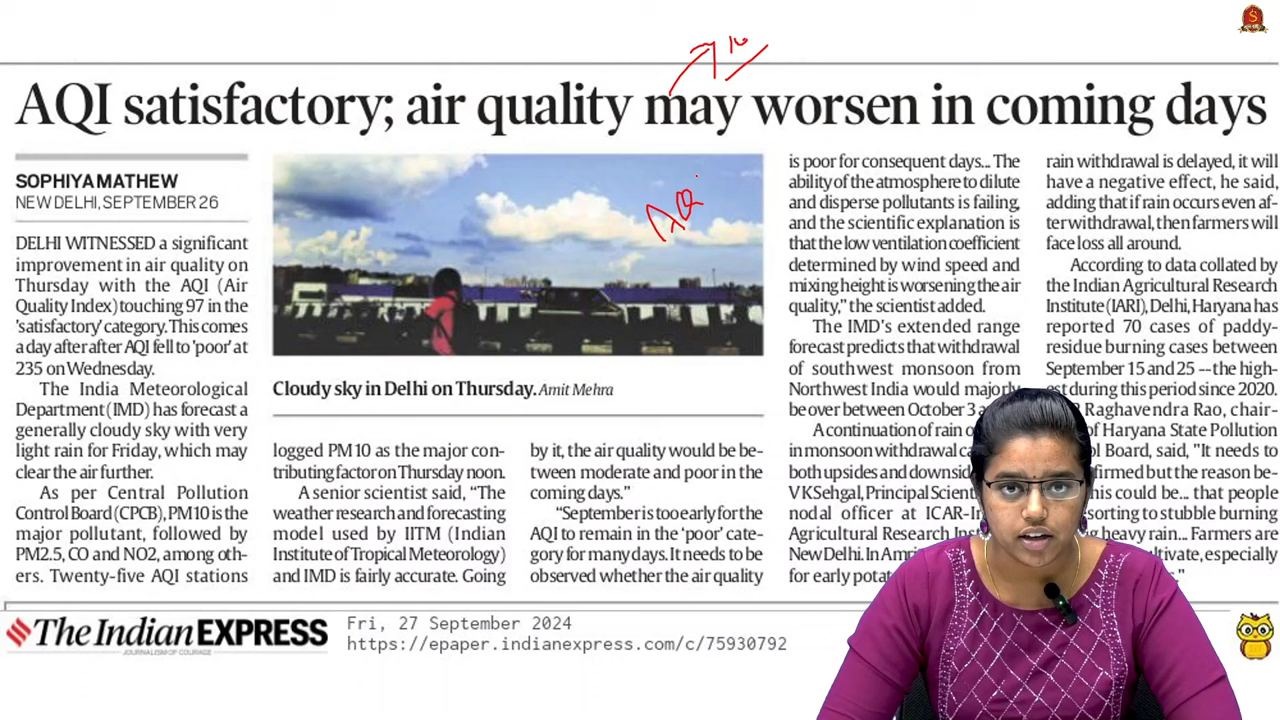 AQI satisfactory; air quality may worsen in coming days
SOPHIYA MATHEW
NEW DELHI, SEPTEMBER 26
DELHI WITNESSED a significant
improvement in air quality on
Thursday with the AQI (Air
Quality Index) touching 97 in the
'satisfactory' category. This comes
a day after after AQI fell to 'poor' at
235 on Wednesday.
The India Meteorological
Department (IMD) has forecast a
generally cloudy sky with very
light rain for Friday, which may
clear the air further.
As per Central Pollution
Control Board (CPCB), PM10 is the
major pollutant, followed by
PM2.5, CO and NO2, among oth-
ers. Twenty-five AQI stations
AQI
Cloudy sky in Delhi on Thursday. Amit Mehra
logged PM10 as the major con-
tributing factor on Thursday noon.
A senior scientist said, "The
weather research and forecasting
model used by IITM (Indian
Institute of Tropical Meteorology)
and IMD is fairly accurate. Going
by it, the air quality would be be-
tween moderate and poor in the
coming days."
"September is too early for the
AQI to remain in the 'poor' cate-
gory for many days. It needs to be
observed whether the air quality
is poor for consequent days... The
ability of the atmosphere to dilute
and disperse pollutants is failing,
and the scientific explanation is
that the low ventilation coefficient
determined by wind speed and
mixing height is worsening the air
quality," the scientist added.
The IMD's extended range
forecast predicts that withdrawal
of southwest monsoon from
Northwest India would majorly
be over between October 3
A continuation of rain
in monsoon withdrawal
both upsides and
V K Sehgal, Principal
nodal officer at ICAR-
Agricultural Research
New Delhi. In
for early
rain withdrawal is delayed, it will
have a negative effect, he said,
adding that if rain occurs even af-
ter withdrawal, then farmers will
face loss all around.
According to data collated by
the Indian Agricultural Research
Institute (IARI), Delhi, Haryana has
reported 70 cases of paddy-
residue burning cases between
September 15 and 25 -- the high-
est during this period since 2020.
Raghavendra Rao, chair-
of Haryana State Pollution
Board, said, "It needs to
but the reason be-
this could be... that people
to stubble burning
heavy rain... Farmers are
especially
The Indian EXPRESS
JOURNALISM OF COURAGE
Fri, 27 September 2024
https://epaper.indianexpress.com/c/75930792